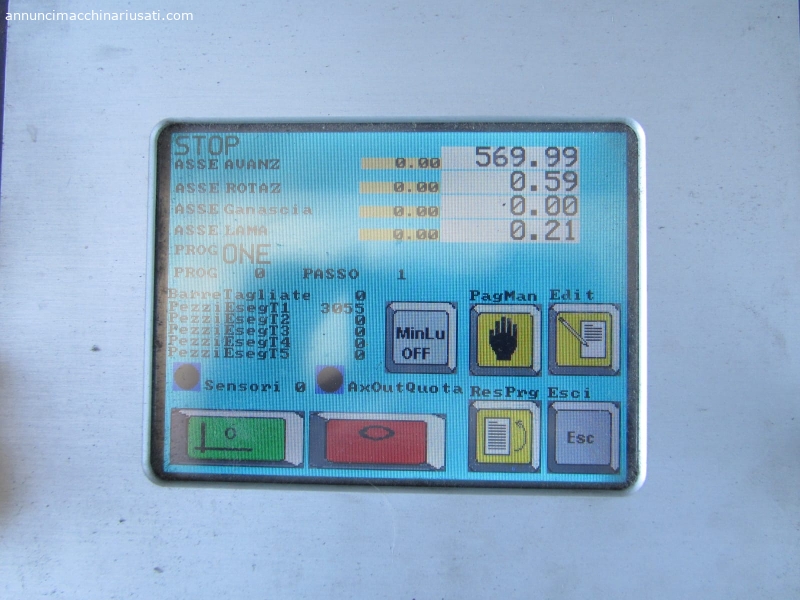 annuncimacchinariusati.com
STOP
ASSE AVANZ 0.00 569.99
ASSE ROTAZ 0.00 0.59
ASSE Ganascia 0.00 0.00
ASSE LAMA 0.00 0.21
PROG ONE
PROG 0 PASSO 1
BarreTagliate 0
PezziEsegT1 3055
PezziEsegT2 0
PezziEsegT3 0
PezziEsegT4 0
PezziEsegT5 0
MinLu
OFF
PagMan Edit
Sensori 0 AxOutQuota ResPrg Esci
Esc